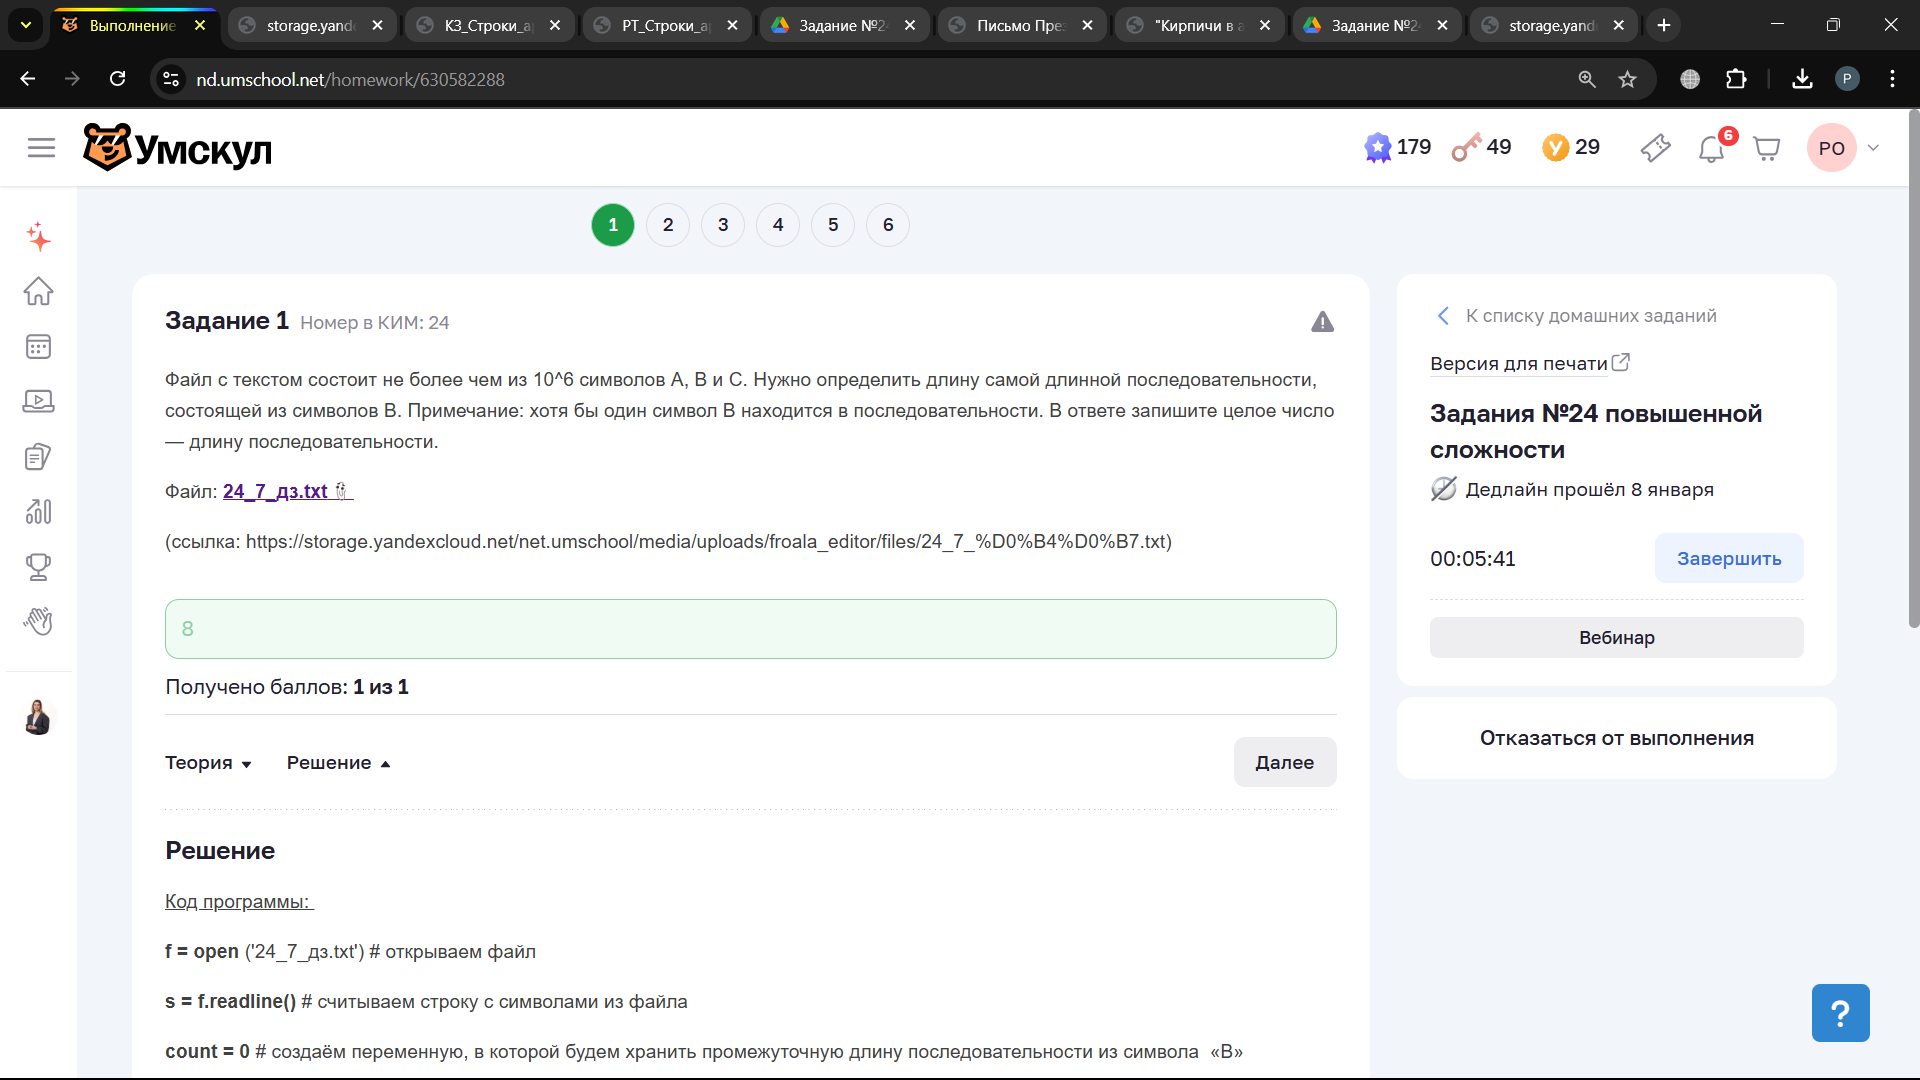 Выполнение
storage.yand
КЗ_Строки_а
РТ_Строки_а
Задание №2
Письмо През
"Кирпичи в а
Задание №2
storage.yand
nd.umschool.net/homework/630582288
P
Умскул
179
49
29
6
PO
1
2
3
4
5
6
Задание 1 Номер в КИМ: 24
Файл с текстом состоит не более чем из 10^6 символов A, B и C. Нужно определить длину самой длинной последовательности,
состоящей из символов B. Примечание: хотя бы один символ B находится в последовательности. В ответе запишите целое число
— длину последовательности.
Файл: 24_7_дз.txt
(ссылка: https://storage.yandexcloud.net/net.umschool/media/uploads/froala_editor/files/24_7_%D0%B4%D0%B7.txt)
8
Получено баллов: 1 из 1
Теория
Решение
Далее
Решение
Код программы:
f = open ('24_7_дз.txt') # открываем файл
s = f.readline() # считываем строку с символами из файла
count = 0 # создаём переменную, в которой будем хранить промежуточную длину последовательности из символа «B»
К списку домашних заданий
Версия для печати
Задания №24 повышенной
сложности
Дедлайн прошёл 8 января
00:05:41
Завершить
Вебинар
Отказаться от выполнения
?